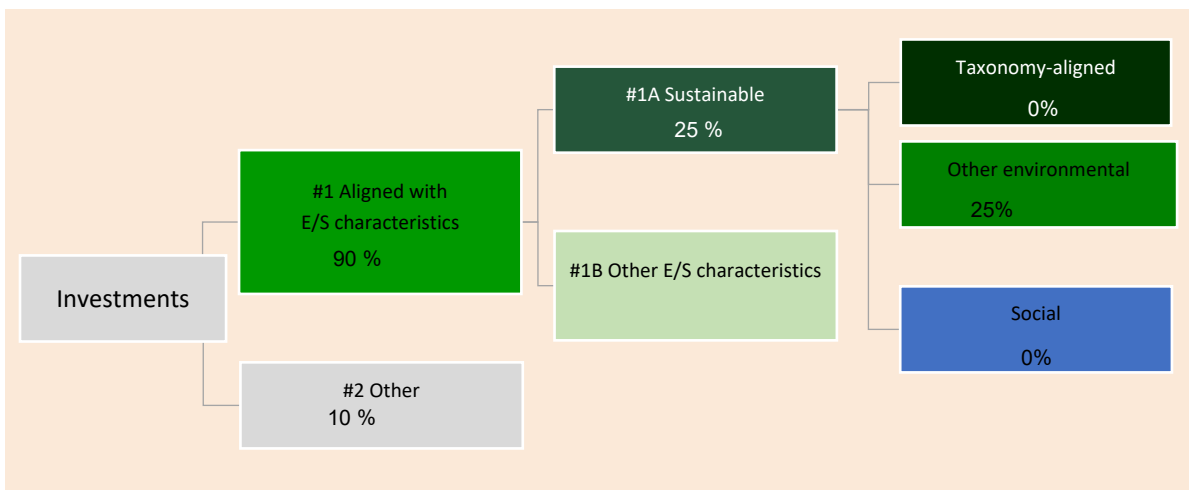 Investments
#1 Aligned with
E/S characteristics
90 %
#2 Other
10 %
#1A Sustainable
25 %
#1B Other E/S characteristics
Taxonomy-aligned
0%
Other environmental
25%
Social
0%